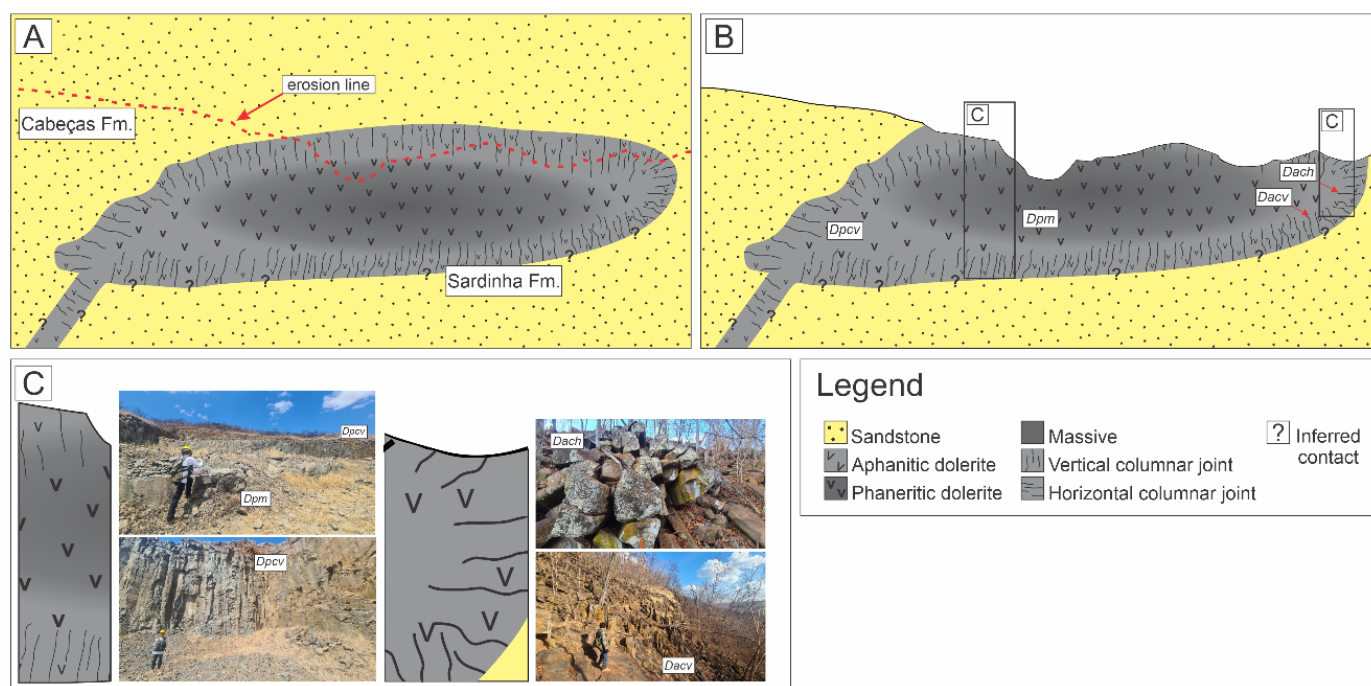 A
erosion line
Cabeças Fm.
Sardinha Fm.
?
?
?
?
?
?
?
?
B
C
C
Dach
Dacv
Dpcv
Dpm
?
?
?
?
?
?
?
?
C
Dpcv
Dpm
Dpcv
Dach
Dacv
Legend
Sandstone
Aphanitic dolerite
Phaneritic dolerite
Massive
Vertical columnar joint
Horizontal columnar joint
? Inferred
contact